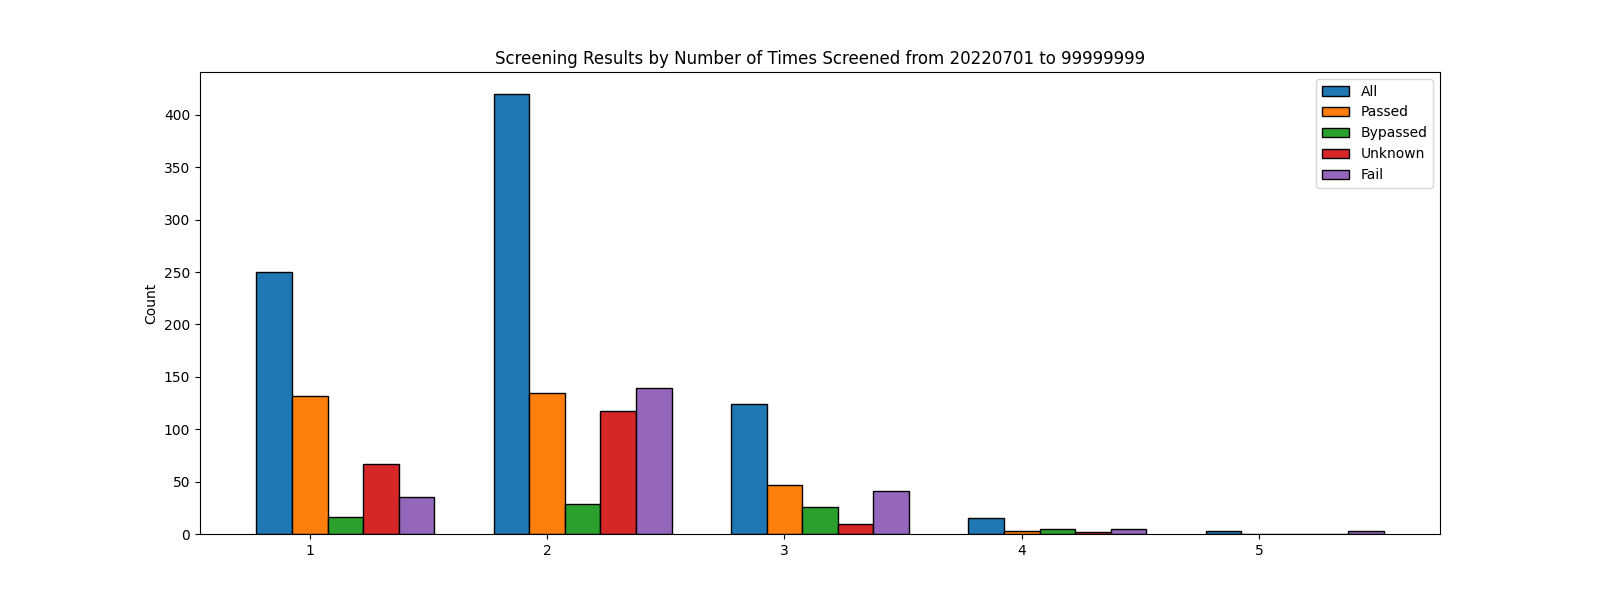 Screening Results by Number of Times Screened from 20220701 to 99999999
All
Passed
Bypassed
Unknown
Fail
Count
400
350
300
250
200
150
100
50
0
1 2 3 4 5